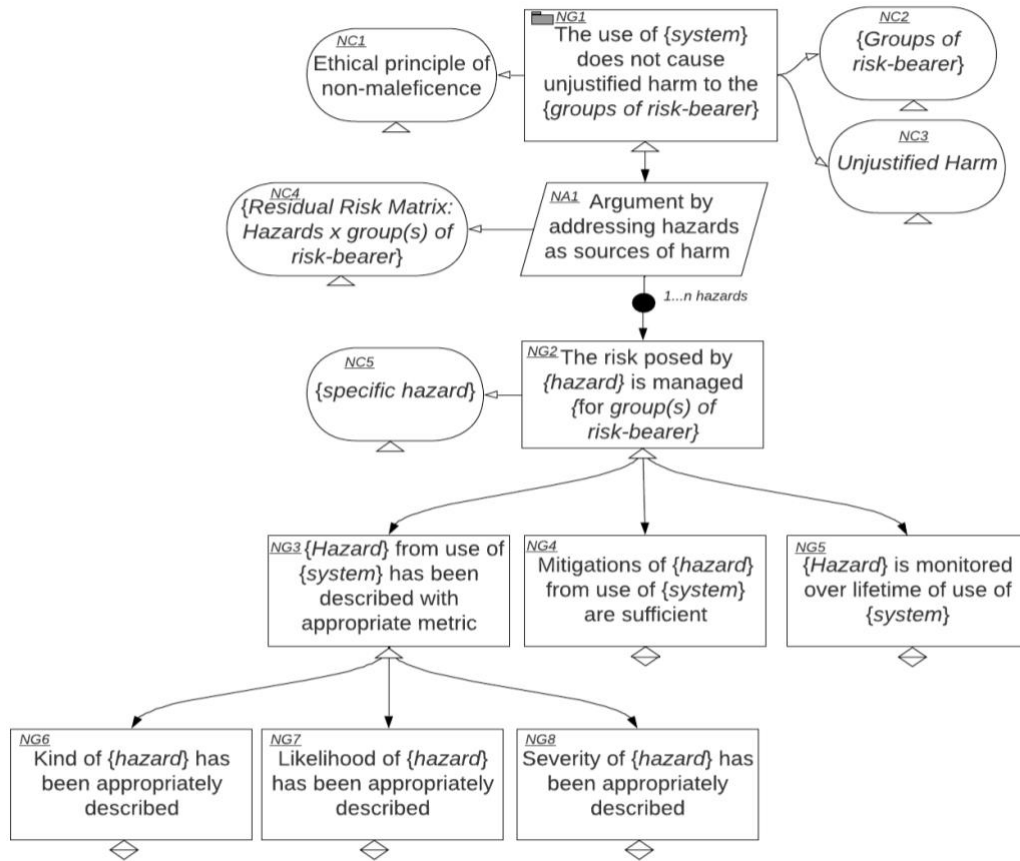 NC1
Ethical principle of
non-maleficence
NG1
The use of {system}
does not cause
unjustified harm to the
{groups of risk-bearer}
NC2
{Groups of
risk-bearer}
NC3
Unjustified Harm
NC4
{Residual Risk Matrix:
Hazards x group(s) of
risk-bearer}
NA1
Argument by
addressing hazards
as sources of harm
1...n hazards
NC5
{specific hazard}
NG2
The risk posed by
{hazard} is managed
{for group(s) of
risk-bearer}
NG3
{Hazard} from use of
{system} has been
described with
appropriate metric
NG4
Mitigations of {hazard}
from use of {system}
are sufficient
NG5
{Hazard} is monitored
over lifetime of use of
{system}
NG6
Kind of {hazard} has
been appropriately
described
NG7
Likelihood of {hazard}
has been appropriately
described
NG8
Severity of {hazard} has
been appropriately
described